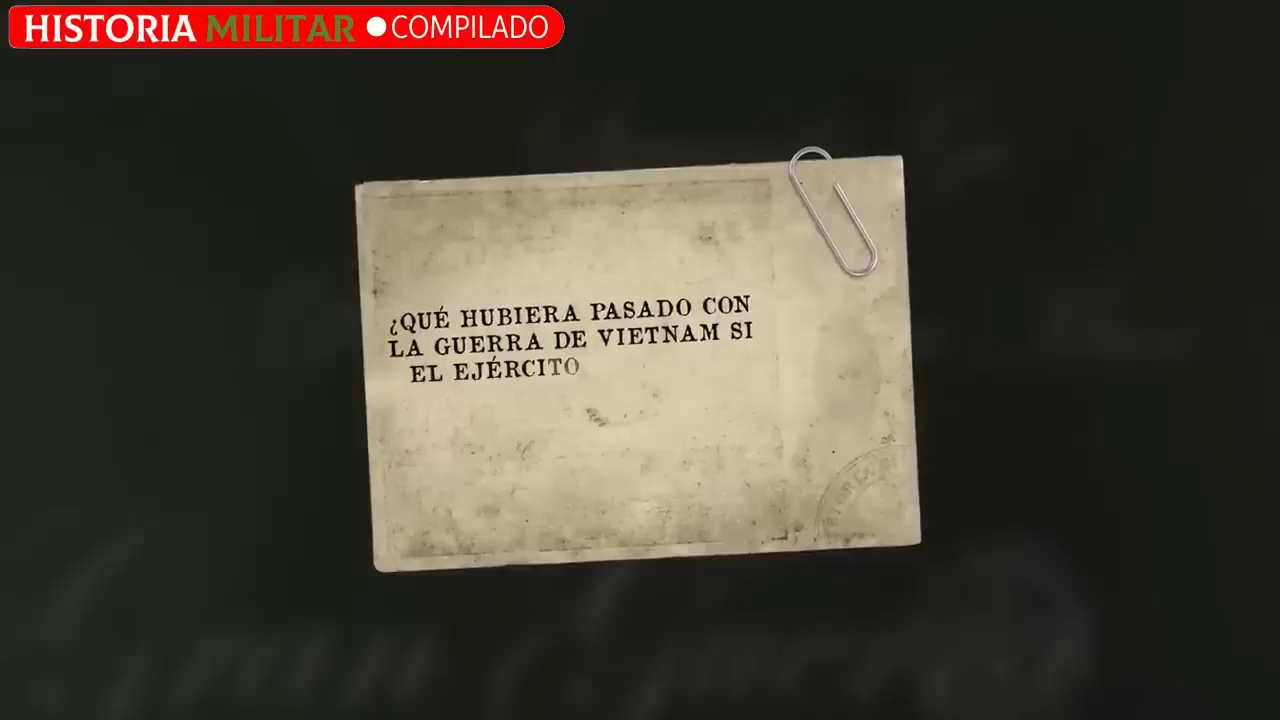 HISTORIA MILITAR COMPILADO
¿QUÉ HUBIERA PASADO CON
LA GUERRA DE VIETNAM SI
EL EJÉRCITO